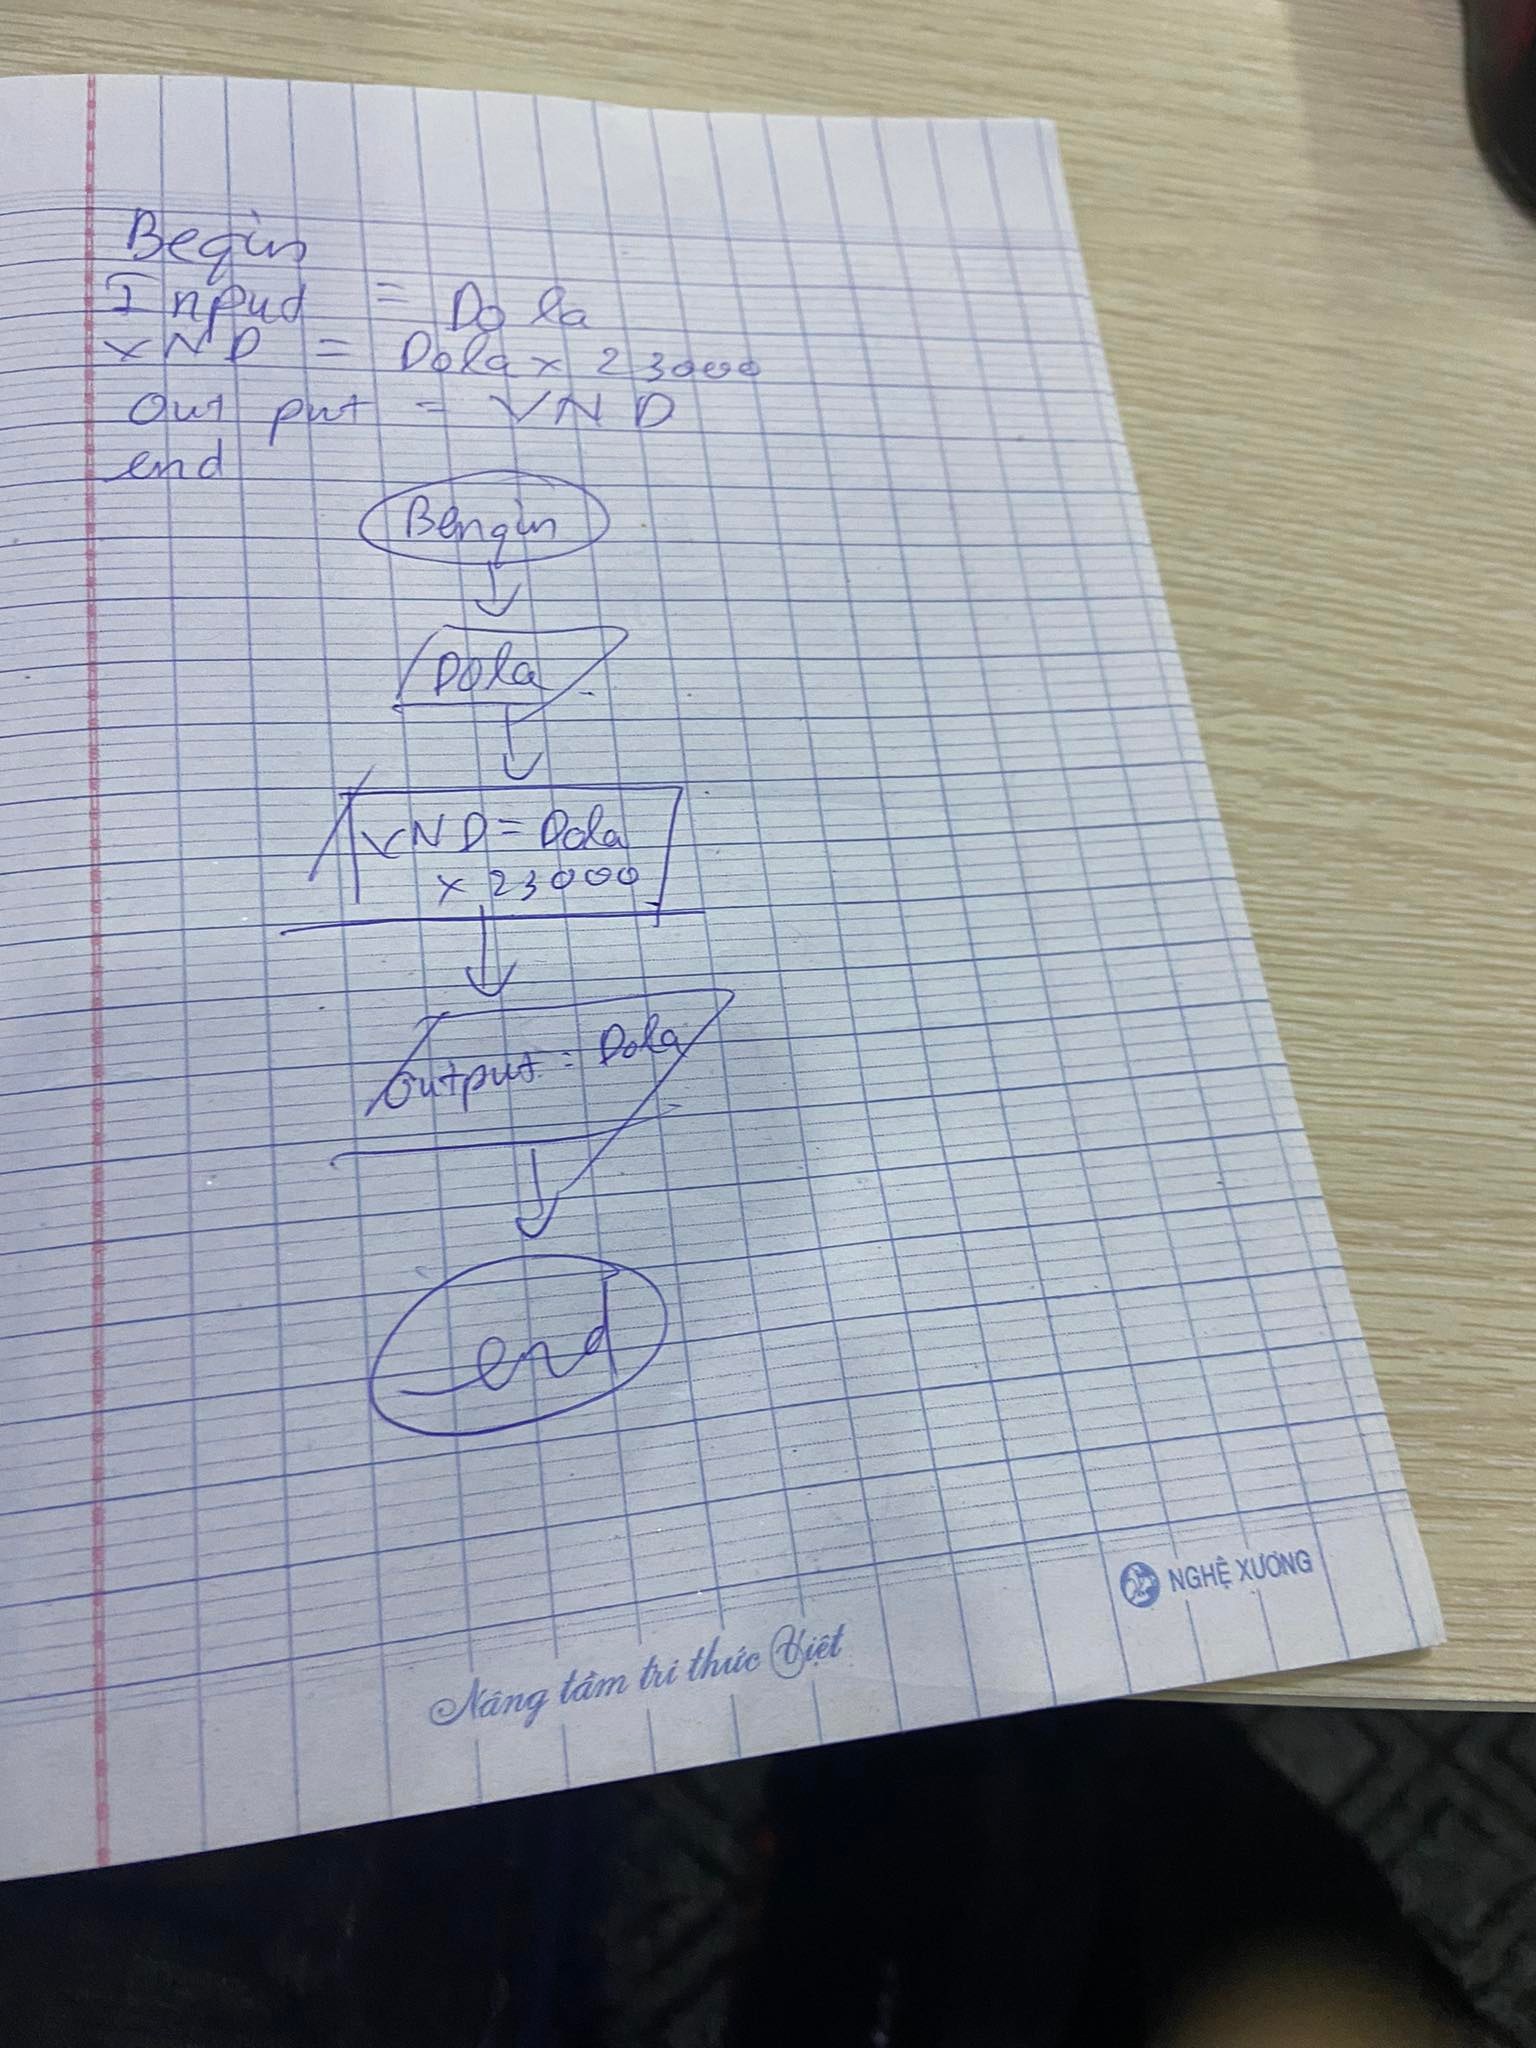 Begin
Inpud = Do la
VND = Dola x 23000
Out put = VND
end
Bengin
Dola
VND = Dola
x 23000
Output = Dola
end
NGHỆ XƯƠNG
Nâng tầm tri thức Việt